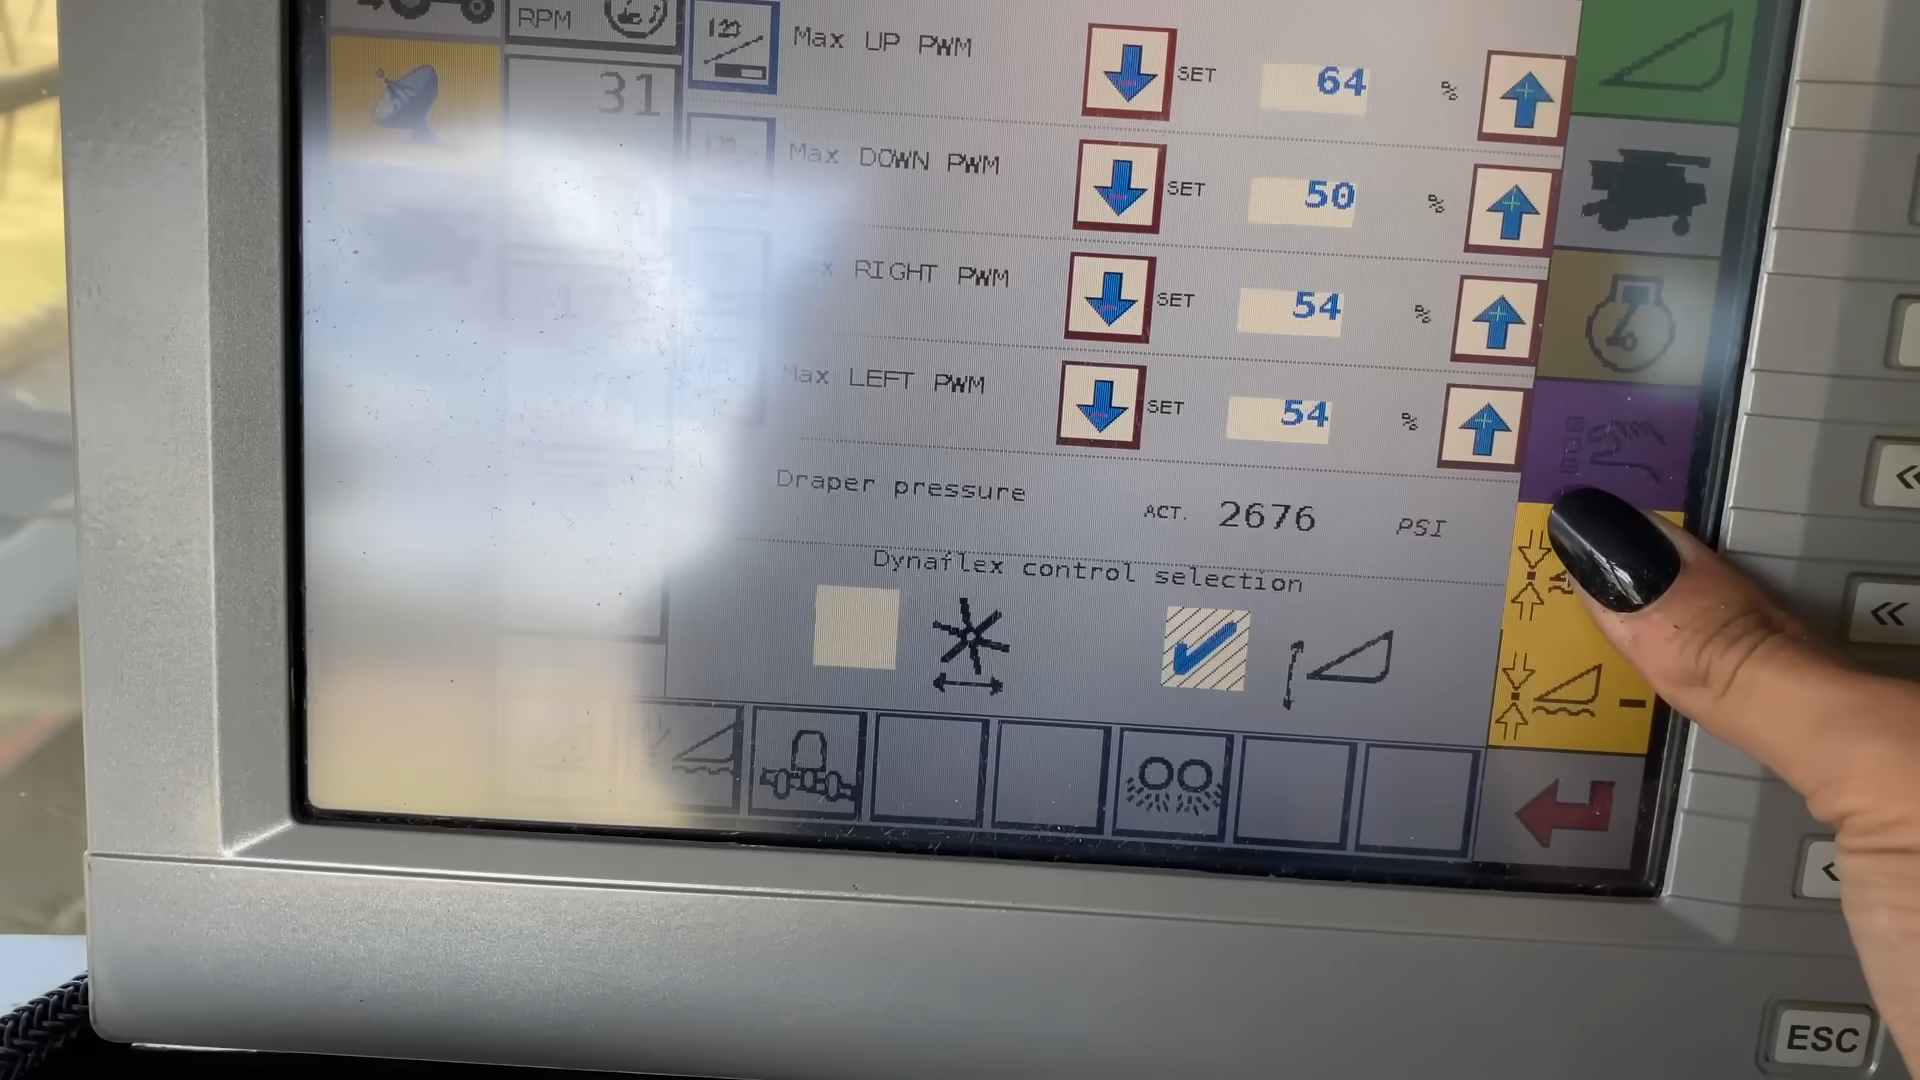 RPM
31
123
Max UP PWM SET 64 %
Max DOWN PWM SET 50 %
RIGHT PWM SET 54 %
Max LEFT PWM SET 54 %
Draper pressure ACT. 2676 PSI
Dynaflex control selection
ESC